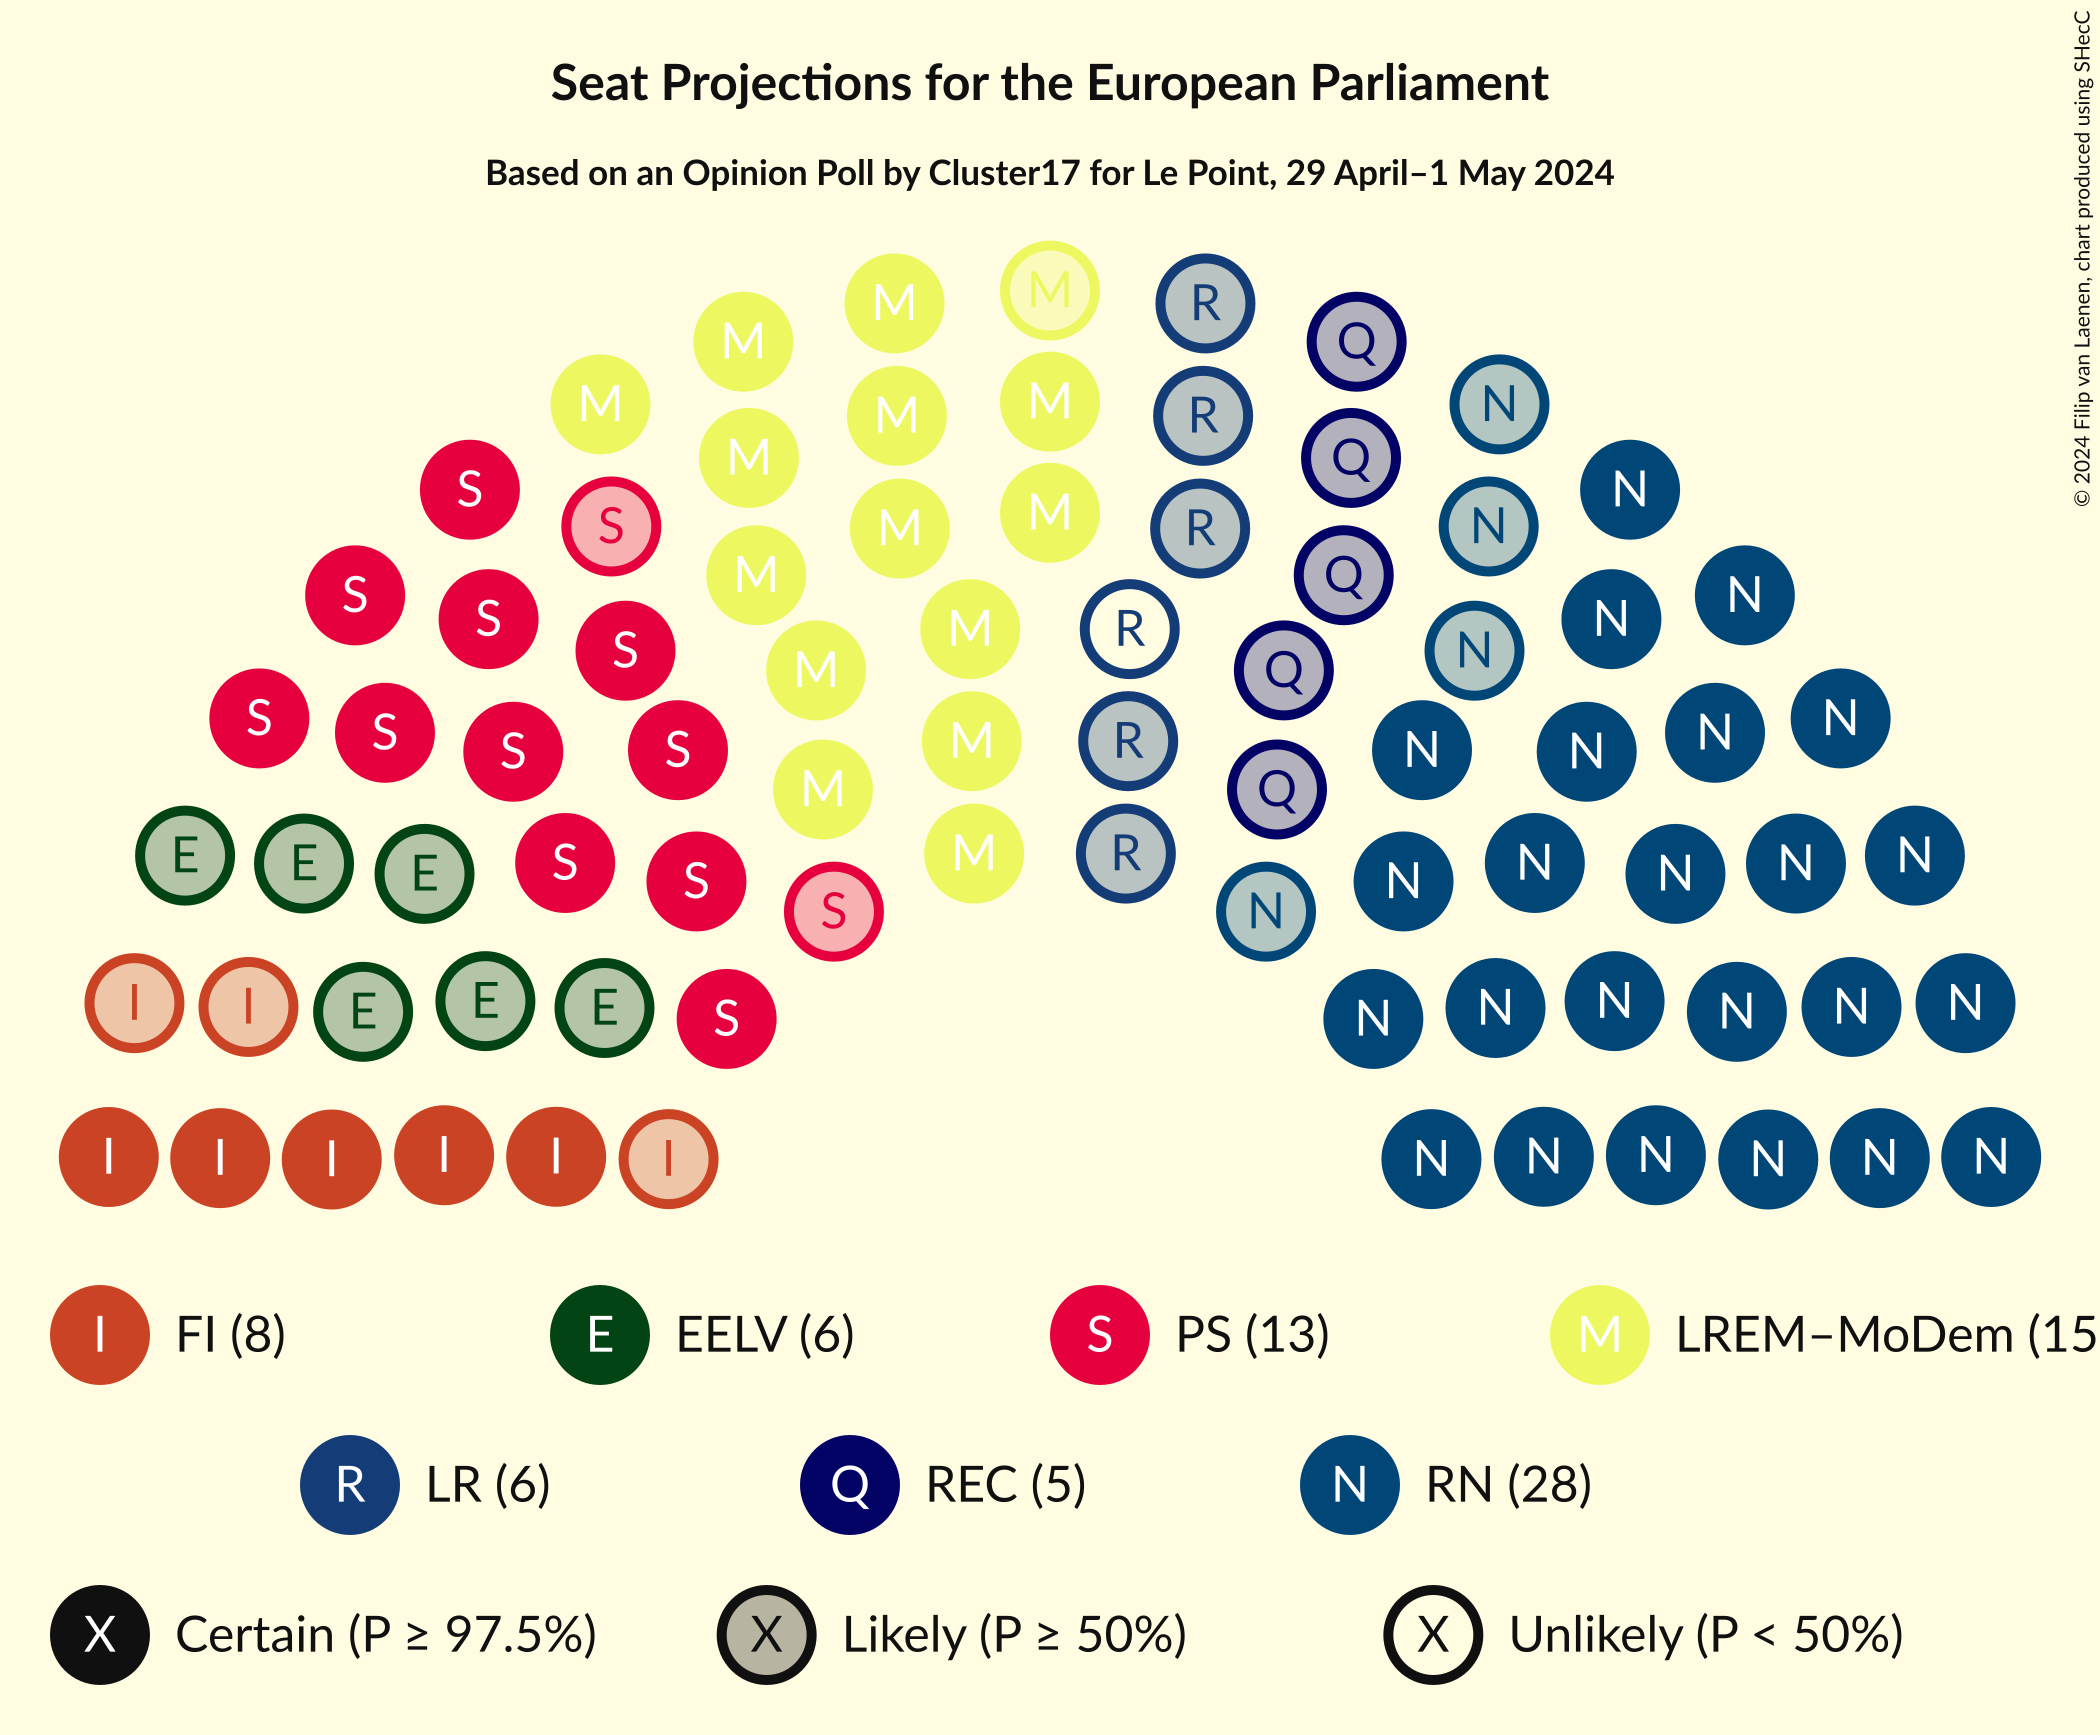 Seat Projections for the European Parliament
Based on an Opinion Poll by Cluster17 for Le Point, 29 April–1 May 2024
© 2024 Filip van Laenen, chart produced using SHecC
M M M R Q
M M N
M M M R Q N
S M S
S M M R Q N
S S
S M R Q N
S S S M N N N
S S S S M R N N N N
M Q
E E E S S M R N N N N N
S N
I I E E E S N N N N N N
I I I I I I N N N N N N
I FI (8) E EELV (6) S PS (13) M LREM–MoDem (15
R LR (6) Q REC (5) N RN (28)
X Certain (P ≥ 97.5%) X Likely (P ≥ 50%) X Unlikely (P < 50%)